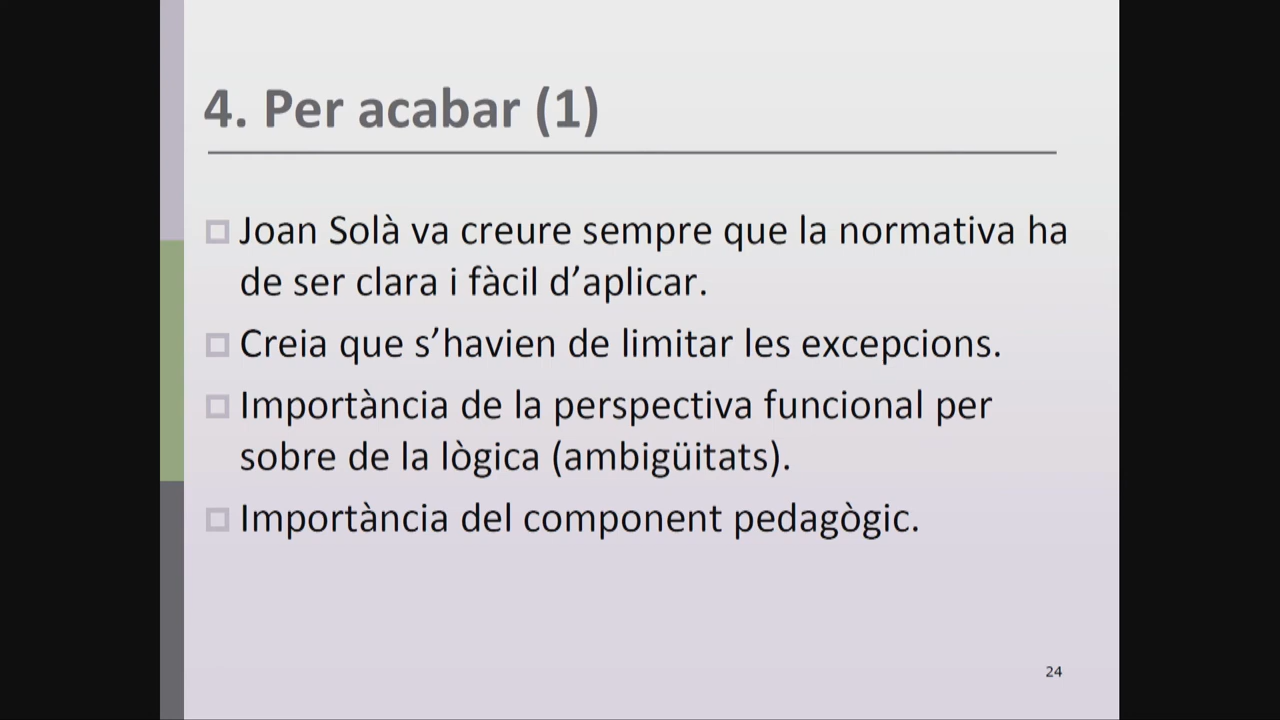 4. Per acabar (1)
Joan Solà va creure sempre que la normativa ha
de ser clara i fàcil d’aplicar.
Creia que s’havien de limitar les excepcions.
Importància de la perspectiva funcional per
sobre de la lògica (ambigüitats).
Importància del component pedagògic.
24